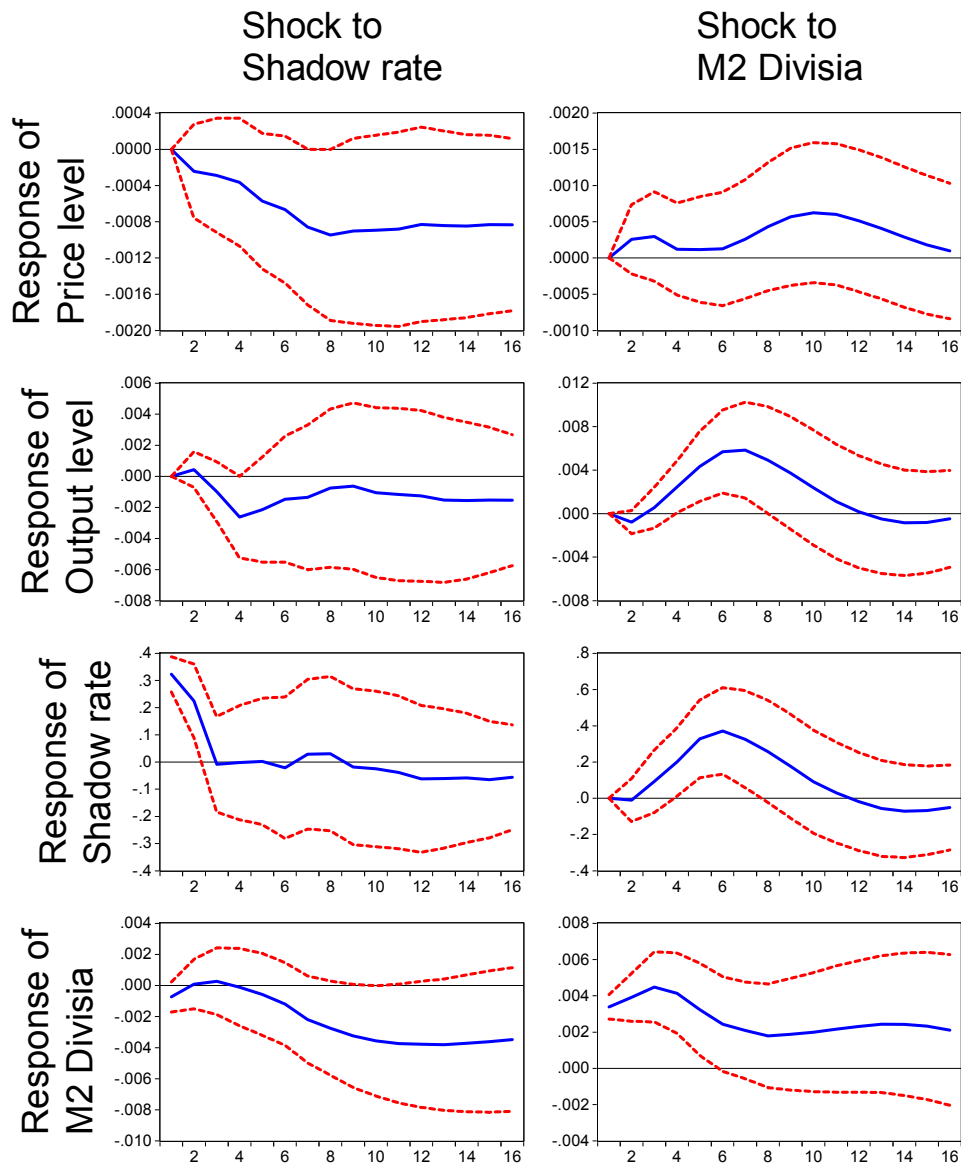 Shock to
Shadow rate
Shock to
M2 Divisia
Response of
Price level
.0004
.0000
-.0004
-.0008
-.0012
-.0016
-.0020
2 4 6 8 10 12 14 16
.0020
.0015
.0010
.0005
.0000
-.0005
-.0010
2 4 6 8 10 12 14 16
Response of
Output level
.006
.004
.002
.000
-.002
-.004
-.006
-.008
2 4 6 8 10 12 14 16
.012
.008
.004
.000
-.004
-.008
2 4 6 8 10 12 14 16
Response of
Shadow rate
.4
.3
.2
.1
.0
-.1
-.2
-.3
-.4
2 4 6 8 10 12 14 16
.8
.6
.4
.2
.0
-.2
-.4
2 4 6 8 10 12 14 16
Response of
M2 Divisia
.004
.002
.000
-.002
-.004
-.006
-.008
-.010
2 4 6 8 10 12 14 16
.008
.006
.004
.002
.000
-.002
-.004
2 4 6 8 10 12 14 16